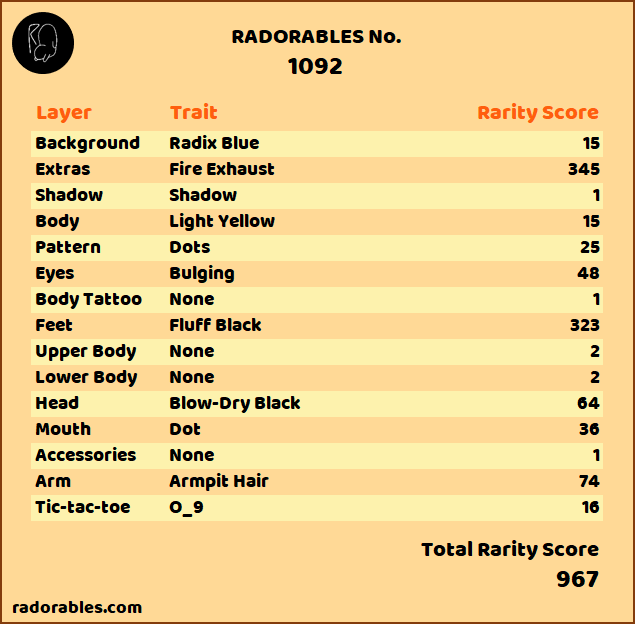 RADORABLES No.
1092
Layer Trait Rarity Score
Background Radix Blue 15
Extras Fire Exhaust 345
Shadow Shadow 1
Body Light Yellow 15
Pattern Dots 25
Eyes Bulging 48
Body Tattoo None 1
Feet Fluff Black 323
Upper Body None 2
Lower Body None 2
Head Blow-Dry Black 64
Mouth Dot 36
Accessories None 1
Arm Armpit Hair 74
Tic-tac-toe O_9 16
Total Rarity Score
967
radorables.com